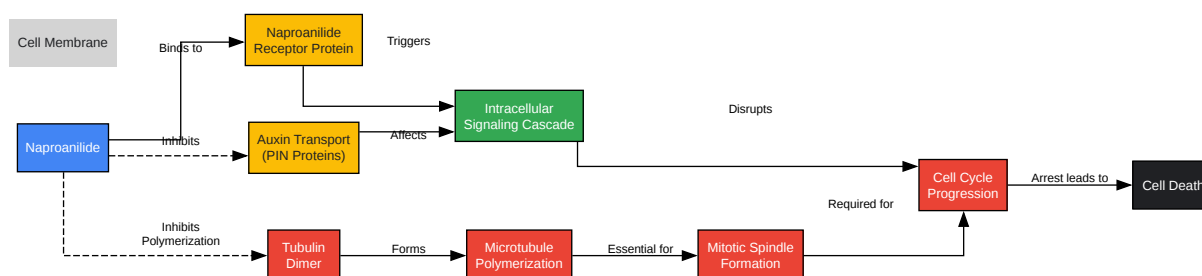 Cell Membrane
Naproanilide
Receptor Protein
Triggers
Binds to
Intracellular
Signaling Cascade
Disrupts
Naproanilide
Inhibits
Auxin Transport
(PIN Proteins)
Affects
Cell Cycle
Progression
Arrest leads to
Cell Death
Required for
Inhibits
Polymerization
Tubulin
Dimer
Forms
Microtubule
Polymerization
Essential for
Mitotic Spindle
Formation